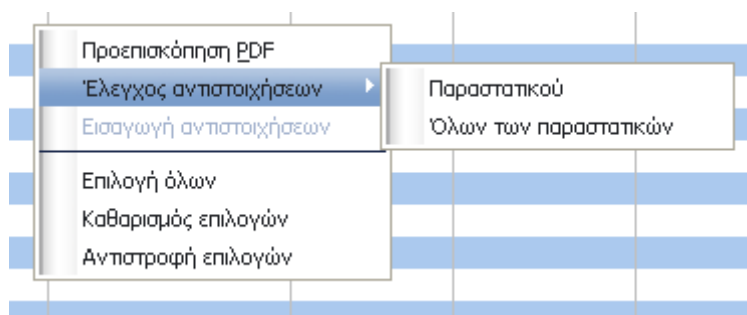 Προεπισκόπηση PDF
Έλεγχος αντιστοιχήσεων
Παραστατικού
Εισαγωγή αντιστοιχήσεων
Όλων των παραστατικών
Επιλογή όλων
Καθαρισμός επιλογών
Αντιστροφή επιλογών